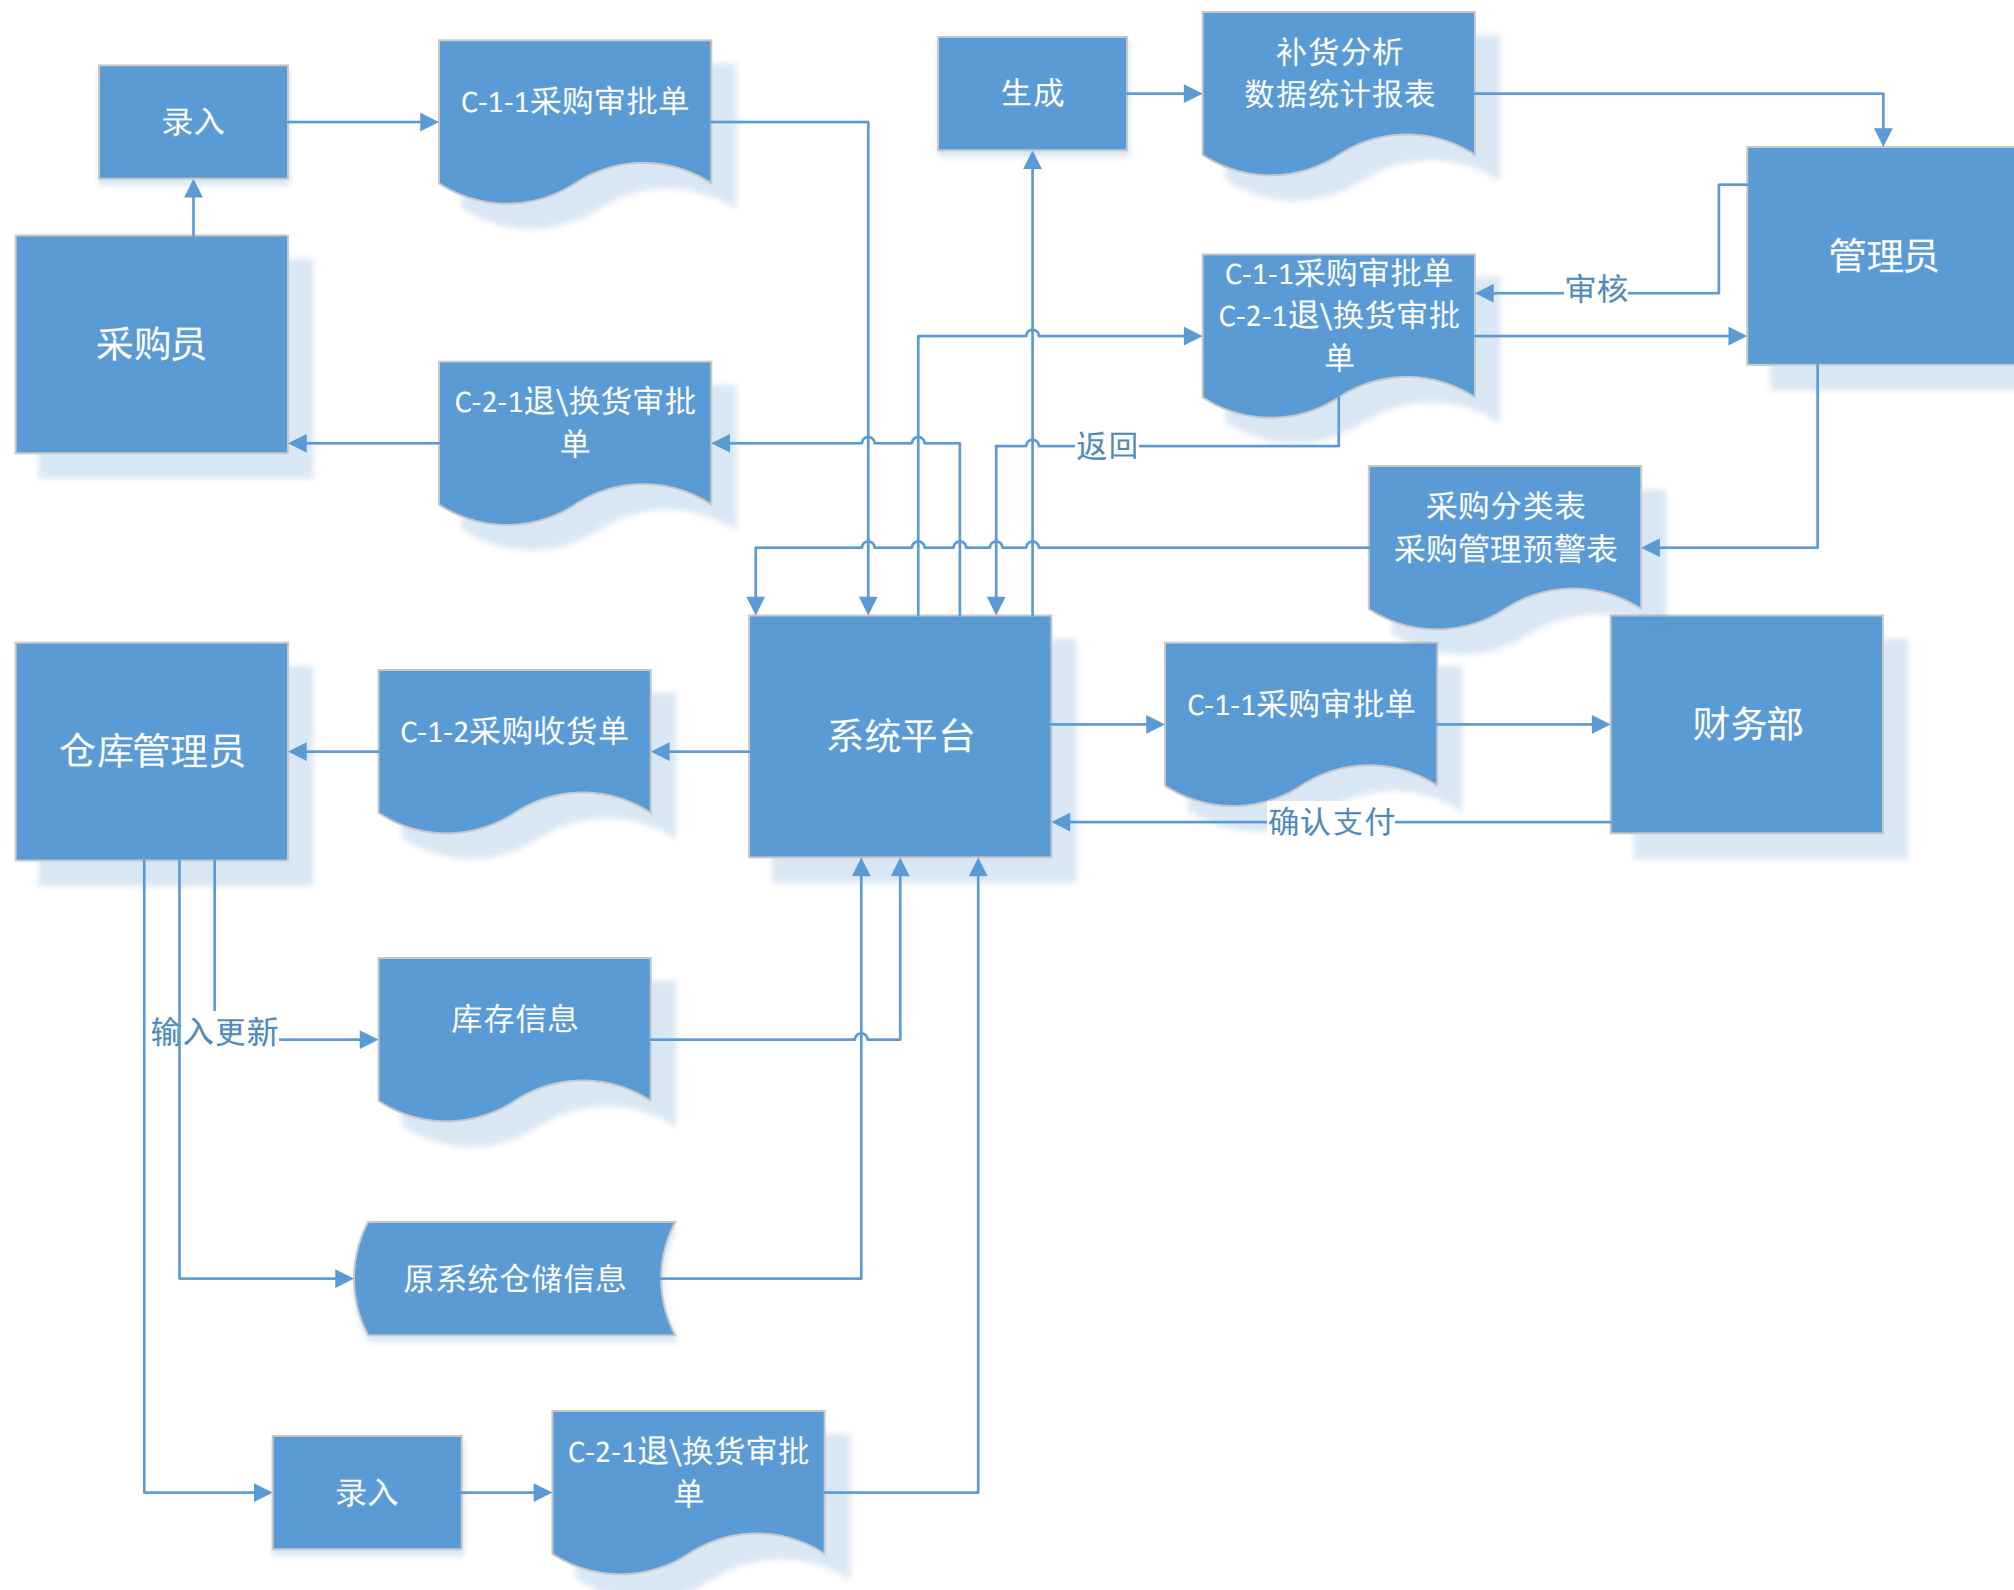 补货分析
数据统计报表
生成
C-1-1采购审批单
录入
管理员
C-1-1采购审批单
C-2-1退\换货审批
单
审核
采购员
C-2-1退\换货审批
单
返回
采购分类表
采购管理预警表
仓库管理员
C-1-2采购收货单
系统平台
C-1-1采购审批单
财务部
确认支付
输入更新
库存信息
原系统仓储信息
录入
C-2-1退\换货审批
单